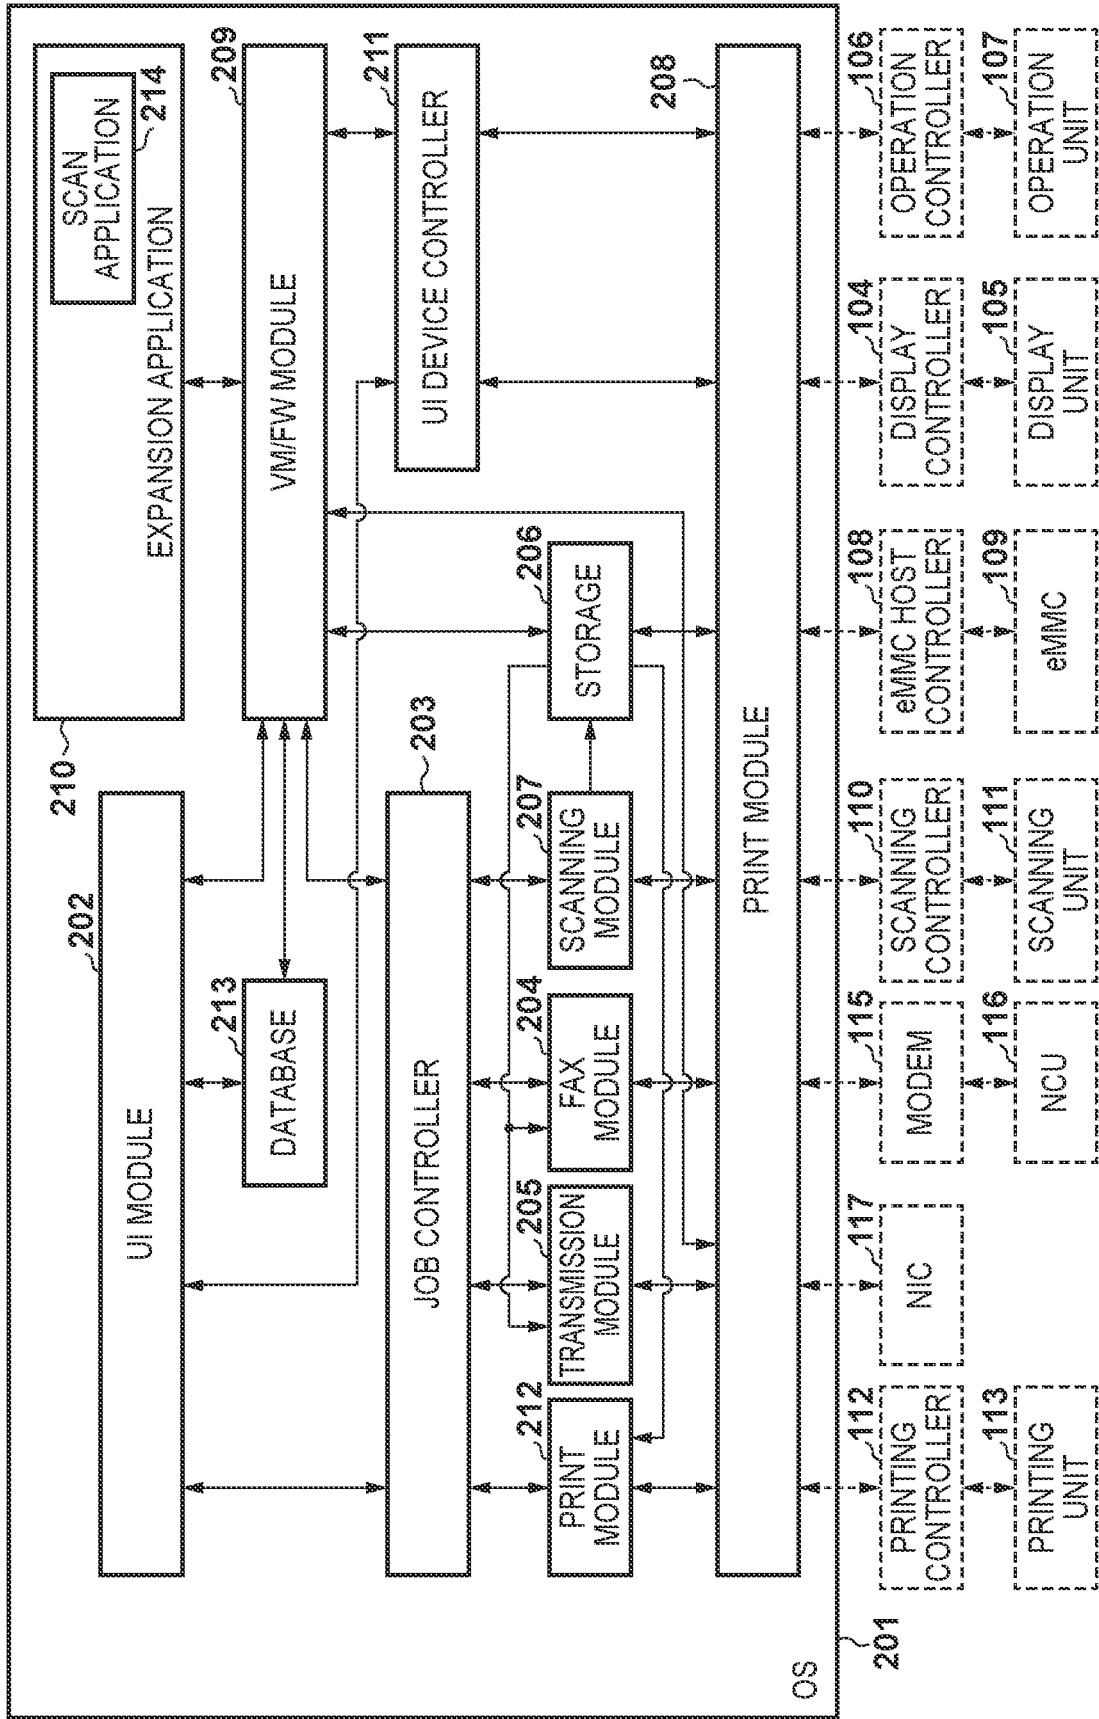 210
EXPANSION APPLICATION
SCAN
APPLICATION
214
202
UI MODULE
213
DATABASE
209
VM/FW MODULE
203
JOB CONTROLLER
211
UI DEVICE CONTROLLER
212
PRINT
MODULE
205
TRANSMISSION
MODULE
204
FAX
MODULE
207
SCANNING
MODULE
206
STORAGE
208
PRINT MODULE
OS
201
112
PRINTING
CONTROLLER
117
NIC
115
MODEM
110
SCANNING
CONTROLLER
108
eMMC HOST
CONTROLLER
104
DISPLAY
CONTROLLER
106
OPERATION
CONTROLLER
113
PRINTING
UNIT
116
NCU
111
SCANNING
UNIT
109
eMMC
105
DISPLAY
UNIT
107
OPERATION
UNIT